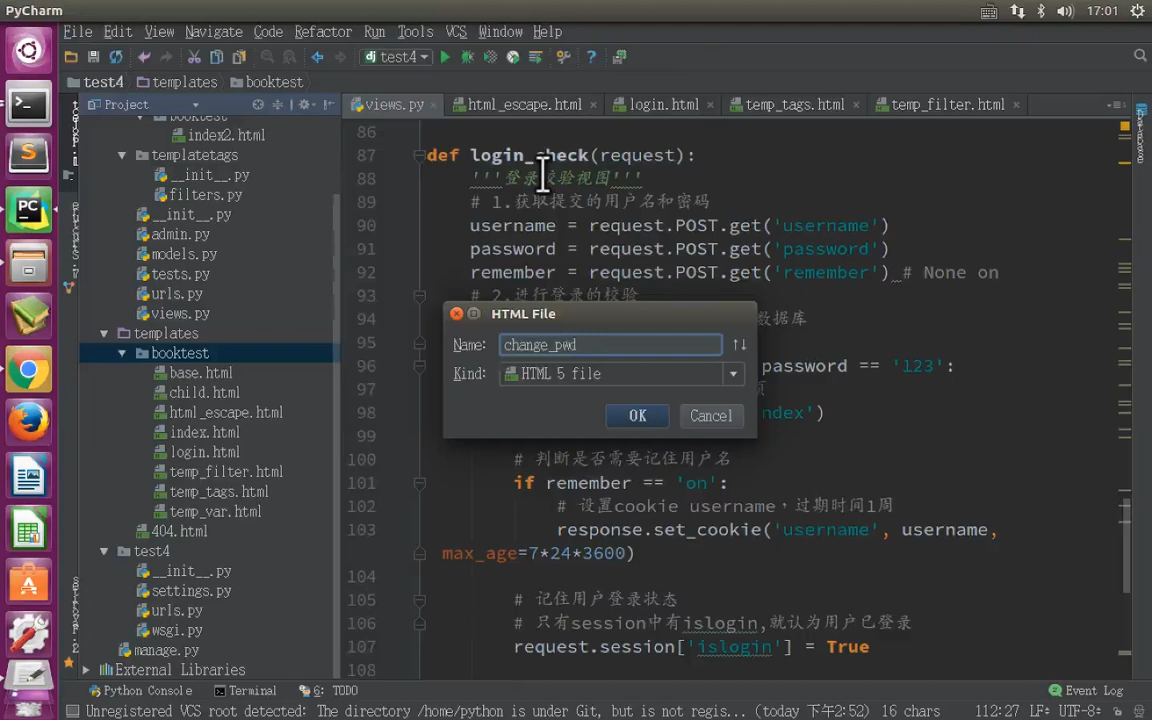 PyCharm
17:01
File Edit View Navigate Code Refactor Run Tools VCS Window Help
dj test4
test4 templates booktest
Project
views.py html_escape.html login.html temp_tags.html temp_filter.html
booktest
index2.html
templatetags
__init__.py
filters.py
__init__.py
admin.py
models.py
tests.py
urls.py
views.py
templates
booktest
base.html
child.html
html_escape.html
index.html
login.html
temp_filter.html
temp_tags.html
temp_var.html
404.html
test4
__init__.py
settings.py
urls.py
wsgi.py
manage.py
External Libraries
86
87 def login_check(request):
88 '''登录校验视图'''
89 # 1.获取提交的用户名和密码
90 username = request.POST.get('username')
91 password = request.POST.get('password')
92 remember = request.POST.get('remember') # None on
93 # 2.进行登录的校验
94 数据库
95
96 password == '123':
97 页
98 ndex')
99
100 # 判断是否需要记住用户名
101 if remember == 'on':
102 # 设置cookie username，过期时间1周
103 response.set_cookie('username', username,
max_age=7*24*3600)
104
105 # 记住用户登录状态
106 # 只有session中有islogin,就认为用户已登录
107 request.session['islogin'] = True
108
HTML File
Name: change_pwd
Kind: HTML 5 file
OK Cancel
Python Console Terminal 6: TODO Event Log
Unregistered VCS root detected: The directory /home/python is under Git, but is not regis... (today 下午2:52) 16 chars 112:27 LF÷ UTF-8÷